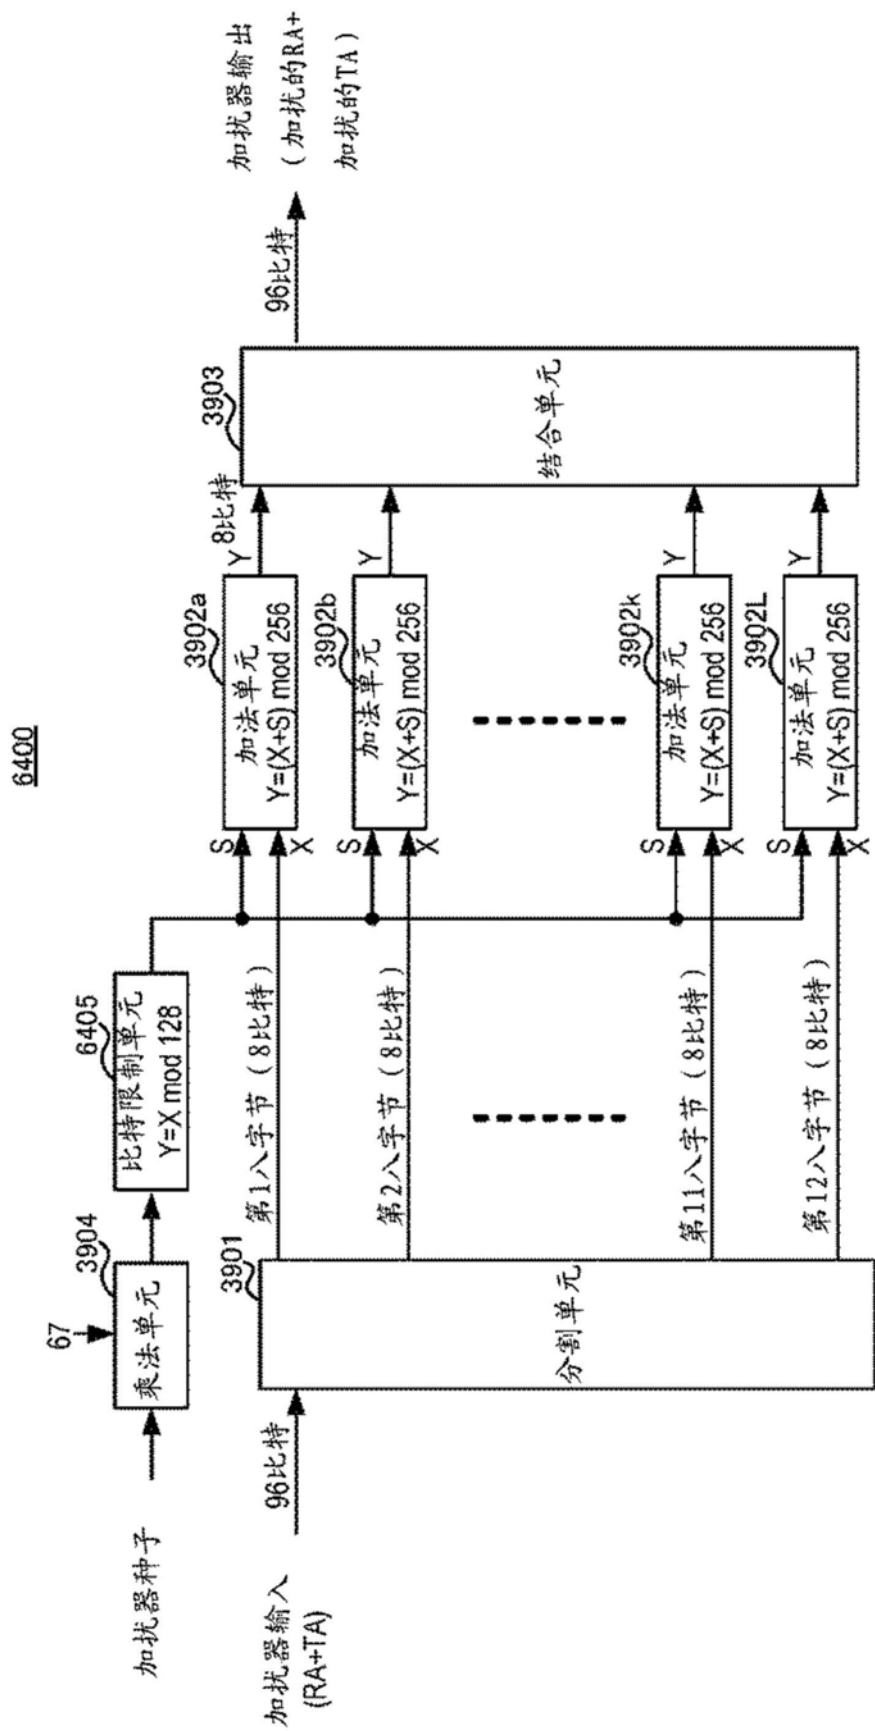 6400
加扰器种子
67
3904
乘法单元
6405
比特限制单元
Y=X mod 128
加扰器输入
(RA+TA)
96比特
3901
分割单元
第1八字节（8比特）
第2八字节（8比特）
第11八字节（8比特）
第12八字节（8比特）
S
X
3902a
加法单元
Y=(X+S) mod 256
Y
8比特
S
X
3902b
加法单元
Y=(X+S) mod 256
Y
S
X
3902k
加法单元
Y=(X+S) mod 256
Y
S
X
3902L
加法单元
Y=(X+S) mod 256
Y
3903
结合单元
96比特
加扰器输出
（加扰的RA+
加扰的TA）